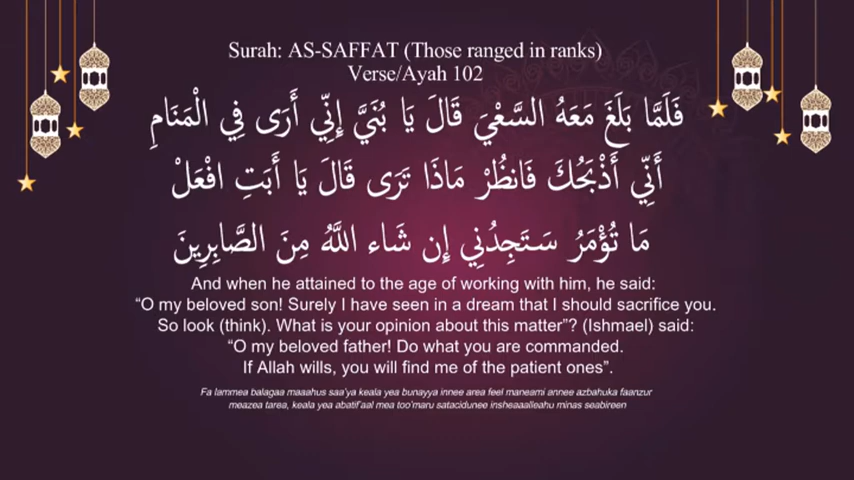 Surah: AS-SAFFAT (Those ranged in ranks)
Verse/Ayah 102
فَلَمَّا بَلَغَ مَعَهُ السَّعْيَ قَالَ يَا بُنَيَّ إِنِّي أَرَى فِي الْمَنَامِ
أَنِّي أَذْبَحُكَ فَانظُرْ مَاذَا تَرَى قَالَ يَا أَبَتِ افْعَلْ
مَا تُؤْمَرُ سَتَجِدُنِي إِن شَاء اللَّهُ مِنَ الصَّابِرِينَ
And when he attained to the age of working with him, he said:
“O my beloved son! Surely I have seen in a dream that I should sacrifice you.
So look (think). What is your opinion about this matter”? (Ishmael) said:
“O my beloved father! Do what you are commanded.
If Allah wills, you will find me of the patient ones”.
Fa lammea balagaa maaahus saa’ya keala yea bunayya innee area feel maneami annee azbahuka faanzur
meazea tarea, keala yea abatif’aal mea too’maru satacidunee insheaaalleahu minas seabireen